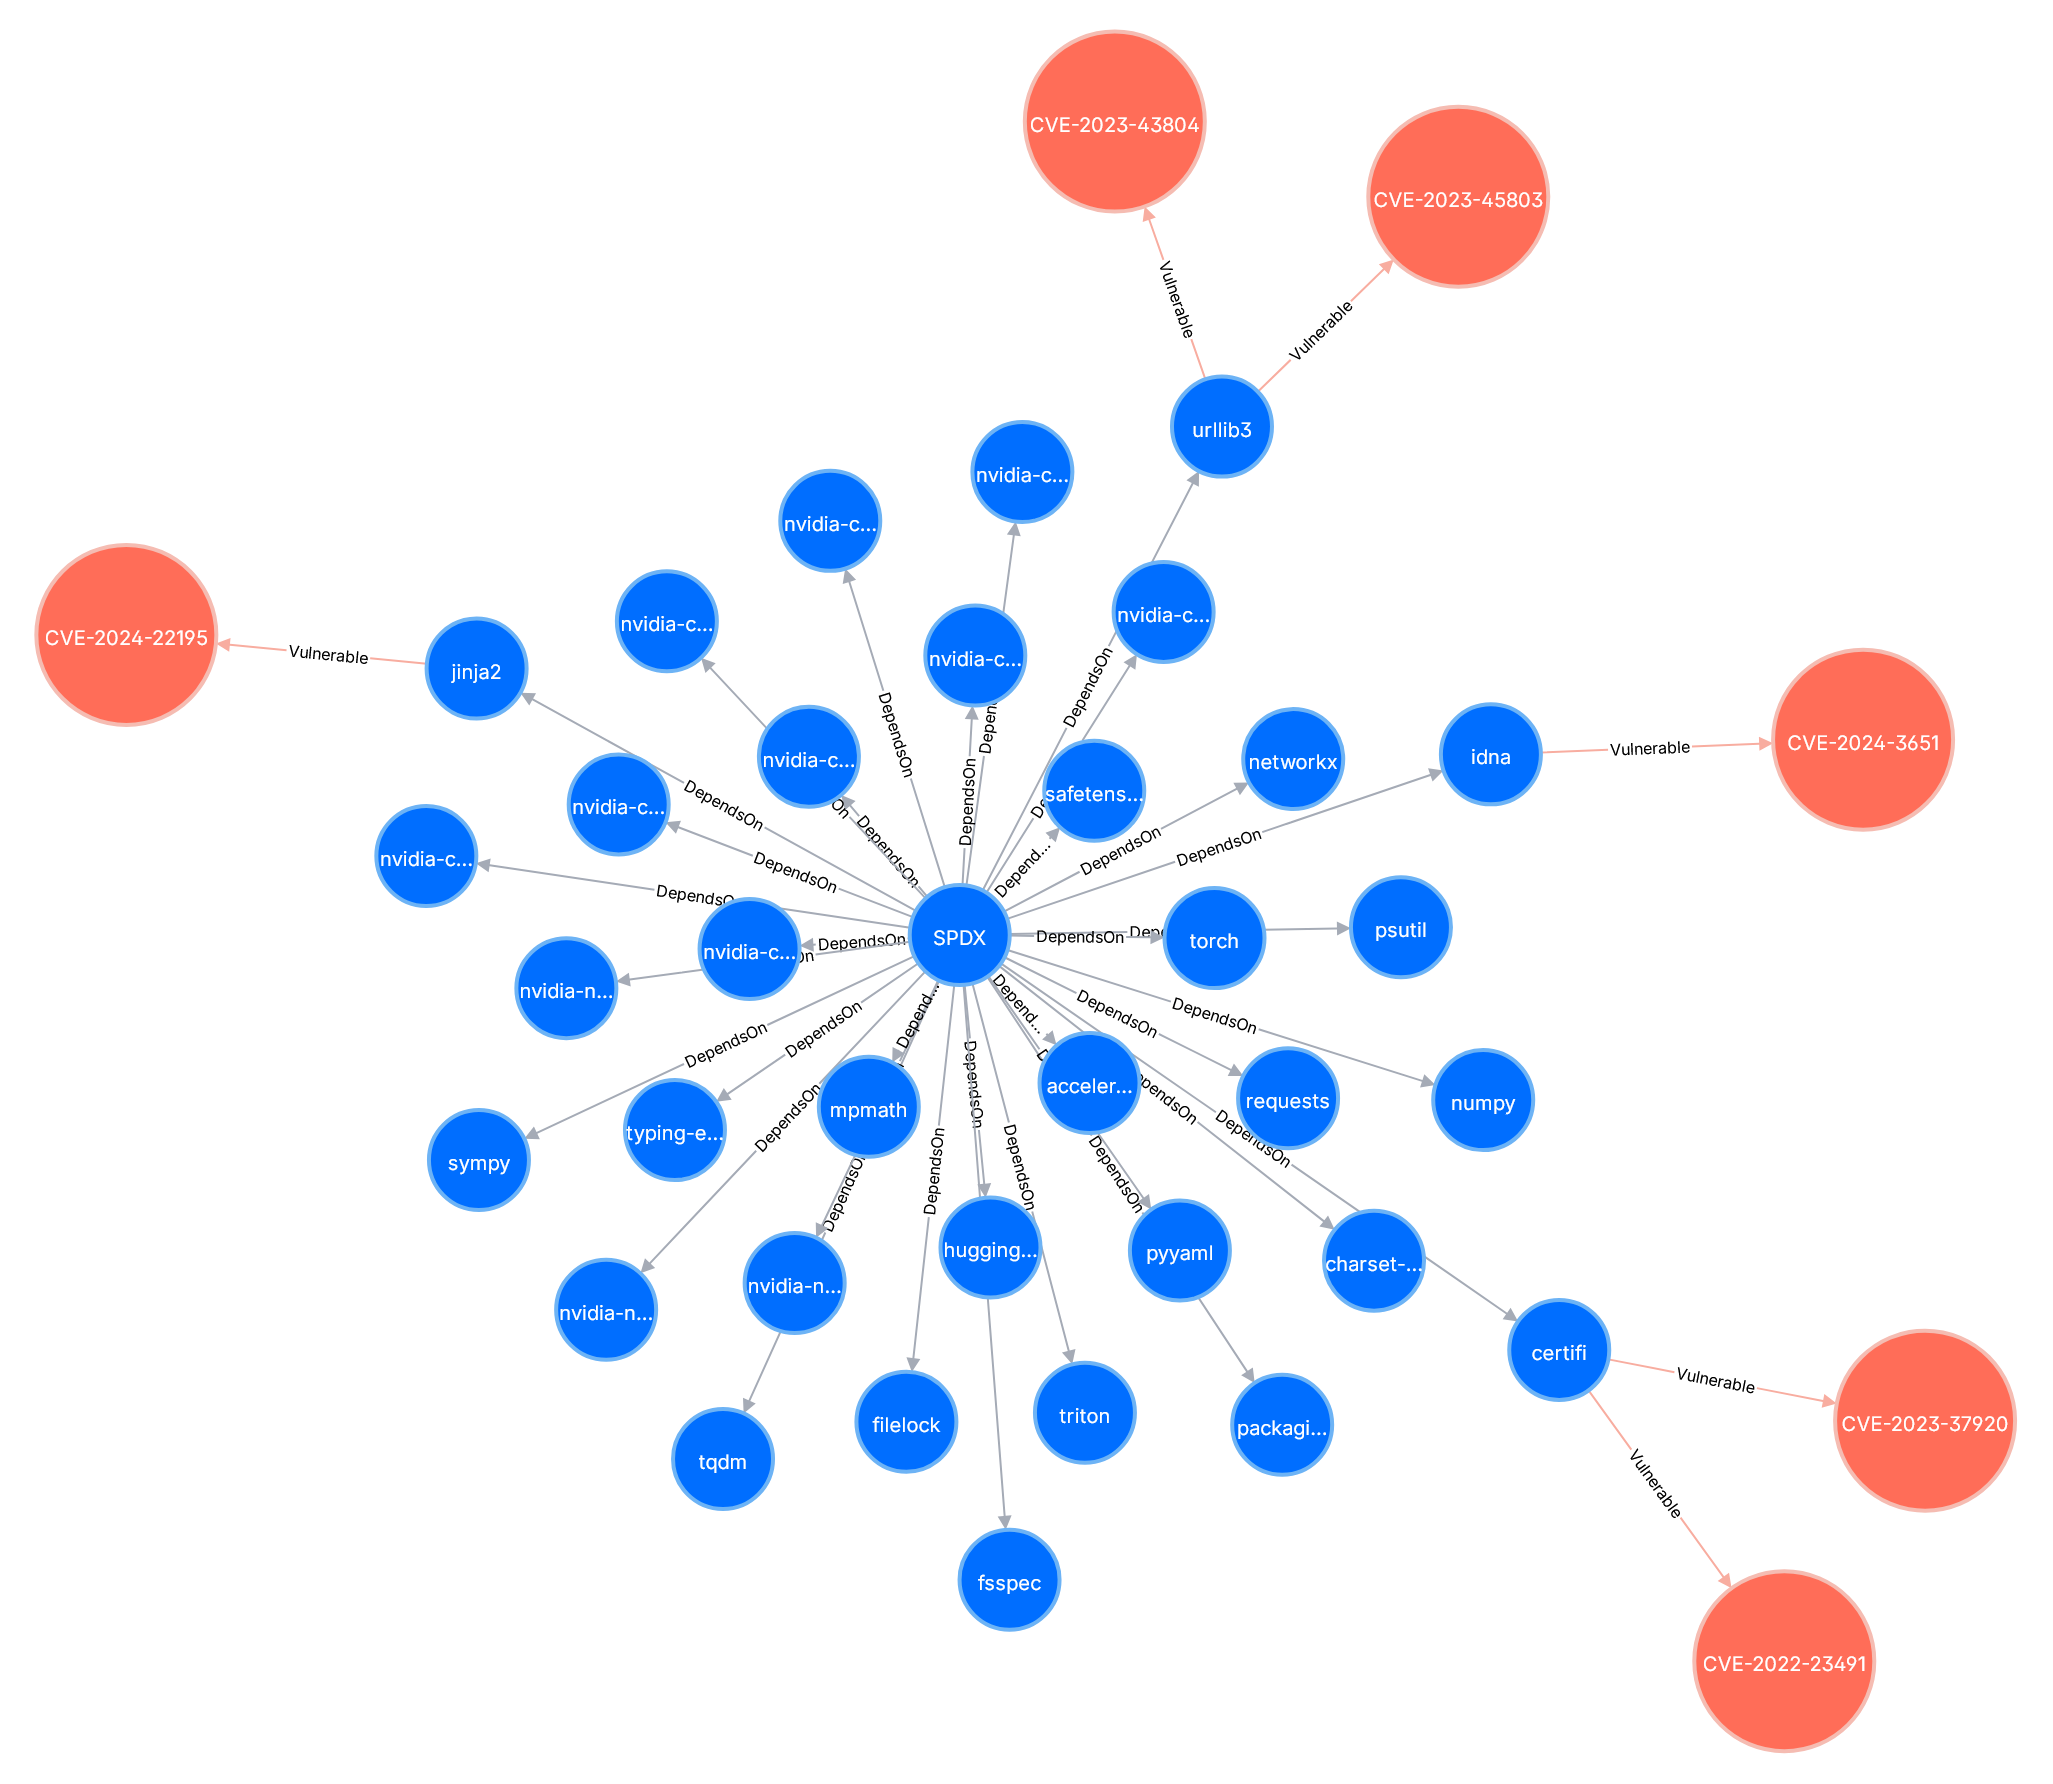 CVE-2023-43804
CVE-2023-45803
Vulnerable
Vulnerable
urllib3
nvidia-c...
nvidia-c...
nvidia-c...
nvidia-c...
nvidia-c...
CVE-2024-22195
Vulnerable
jinja2
DependsOn
DependsOn
CVE-2024-3651
Vulnerable
idna
networkx
nvidia-c...
safetens...
nvidia-c...
DependsOn
DependsOn
DependsOn
DependsOn
DependsOn
DependsOn
Depend...
nvidia-c...
DependsOn
psutil
SPDX
torch
DependsOn
DependsOn
nvidia-c...
nvidia-n...
Depend...
Depend...
DependsOn
DependsOn
DependsOn
DependsOn
DependsOn
acceler...
requests
numpy
mpmath
DependsOn
typing-e...
sympy
DependsOn
DependsOn
DependsOn
DependsOn
DependsOn
hugging...
pyyaml
charset-...
nvidia-n...
nvidia-n...
certifi
Vulnerable
filelock
triton
packagi...
CVE-2023-37920
tqdm
Vulnerable
fsspec
CVE-2022-23491